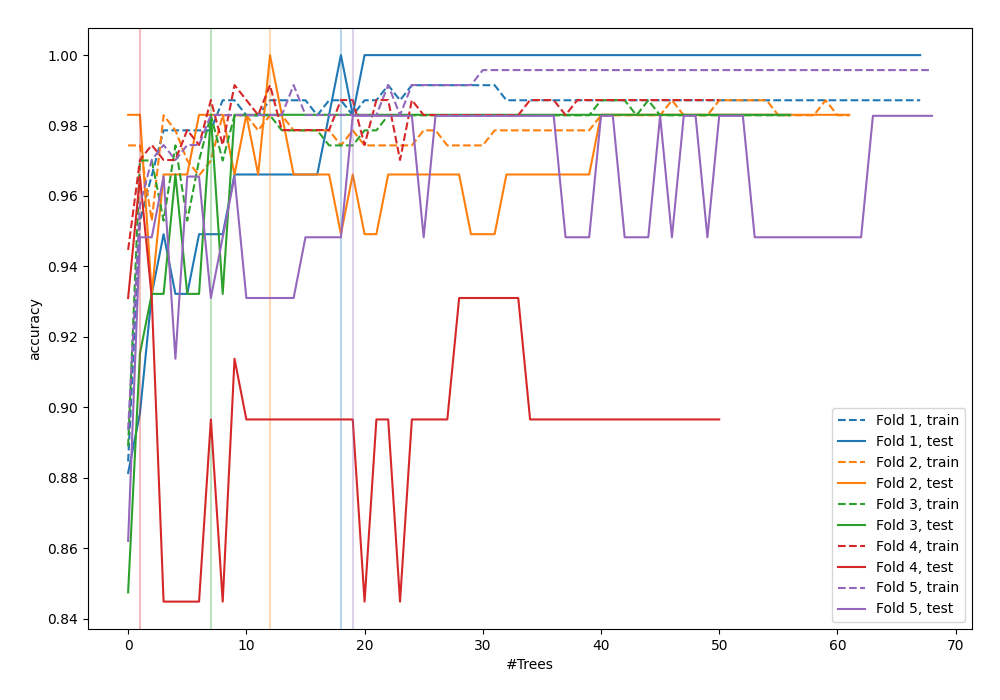 1.00
0.98
0.96
0.94
0.92
0.90
0.88
0.86
0.84
accuracy
0 10 20 30 40 50 60 70
#Trees
Fold 1, train
Fold 1, test
Fold 2, train
Fold 2, test
Fold 3, train
Fold 3, test
Fold 4, train
Fold 4, test
Fold 5, train
Fold 5, test